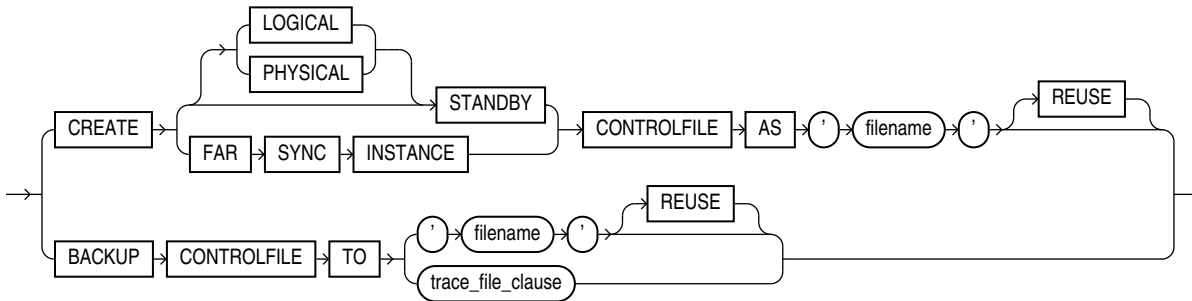 LOGICAL
PHYSICAL
REUSE
CREATE STANDBY CONTROLFILE AS ' filename '
FAR SYNC INSTANCE
REUSE
BACKUP CONTROLFILE TO ' filename '
trace_file_clause